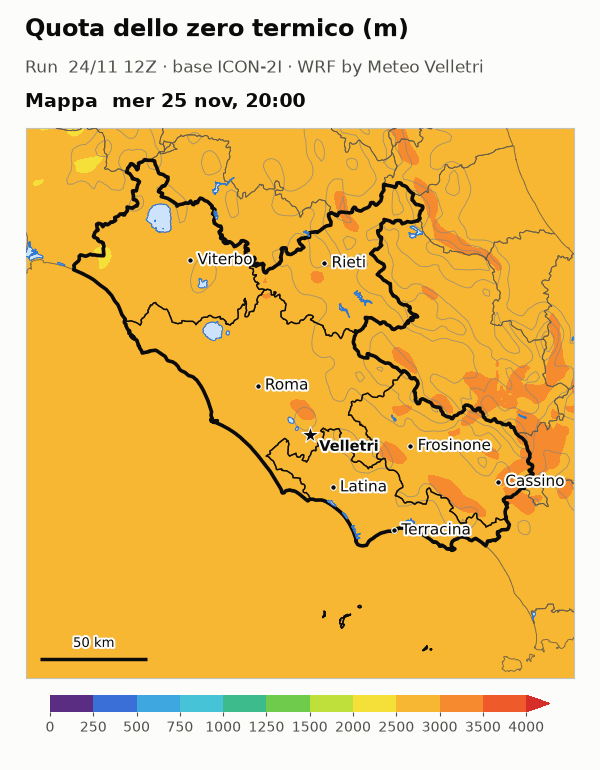 Quota dello zero termico (m)
Run  24/11 12Z · base ICON-2I · WRF by Meteo Velletri
Mappa  mer 25 nov, 20:00
Viterbo
Rieti
Roma
Velletri
Frosinone
Cassino
Latina
Terracina
50 km
0 250 500 750 1000 1250 1500 2000 2500 3000 3500 4000